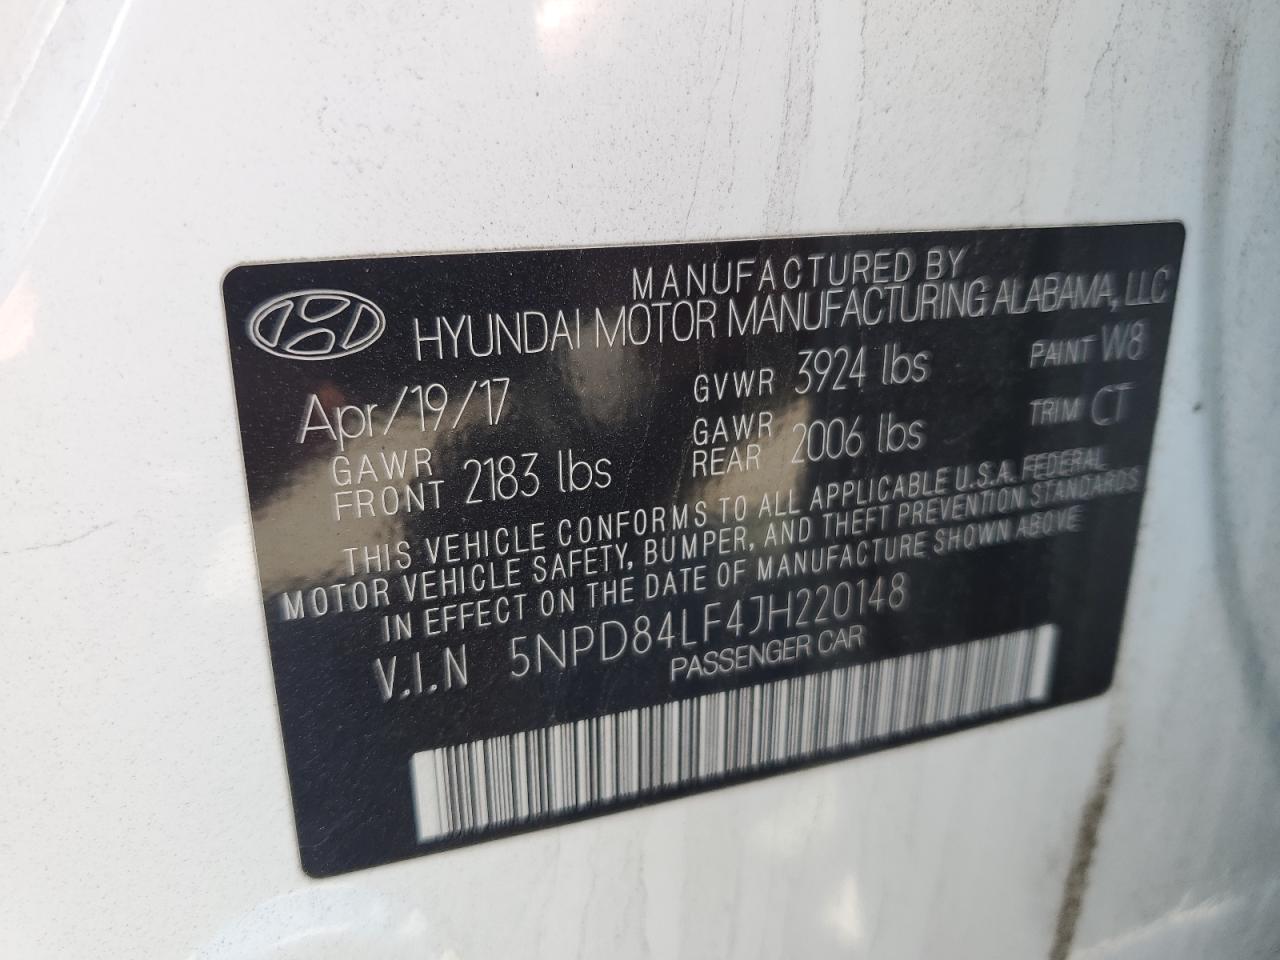 MANUFACTURED BY
HYUNDAI MOTOR MANUFACTURING ALABAMA, LLC
Apr/19/17 GVWR 3924 lbs PAINT W8
GAWR FRONT 2183 lbs GAWR REAR 2006 lbs TRIM CT
THIS VEHICLE CONFORMS TO ALL APPLICABLE U.S.A. FEDERAL
MOTOR VEHICLE SAFETY, BUMPER, AND THEFT PREVENTION STANDARDS
IN EFFECT ON THE DATE OF MANUFACTURE SHOWN ABOVE
V.I.N 5NPD84LF4JH220148
PASSENGER CAR